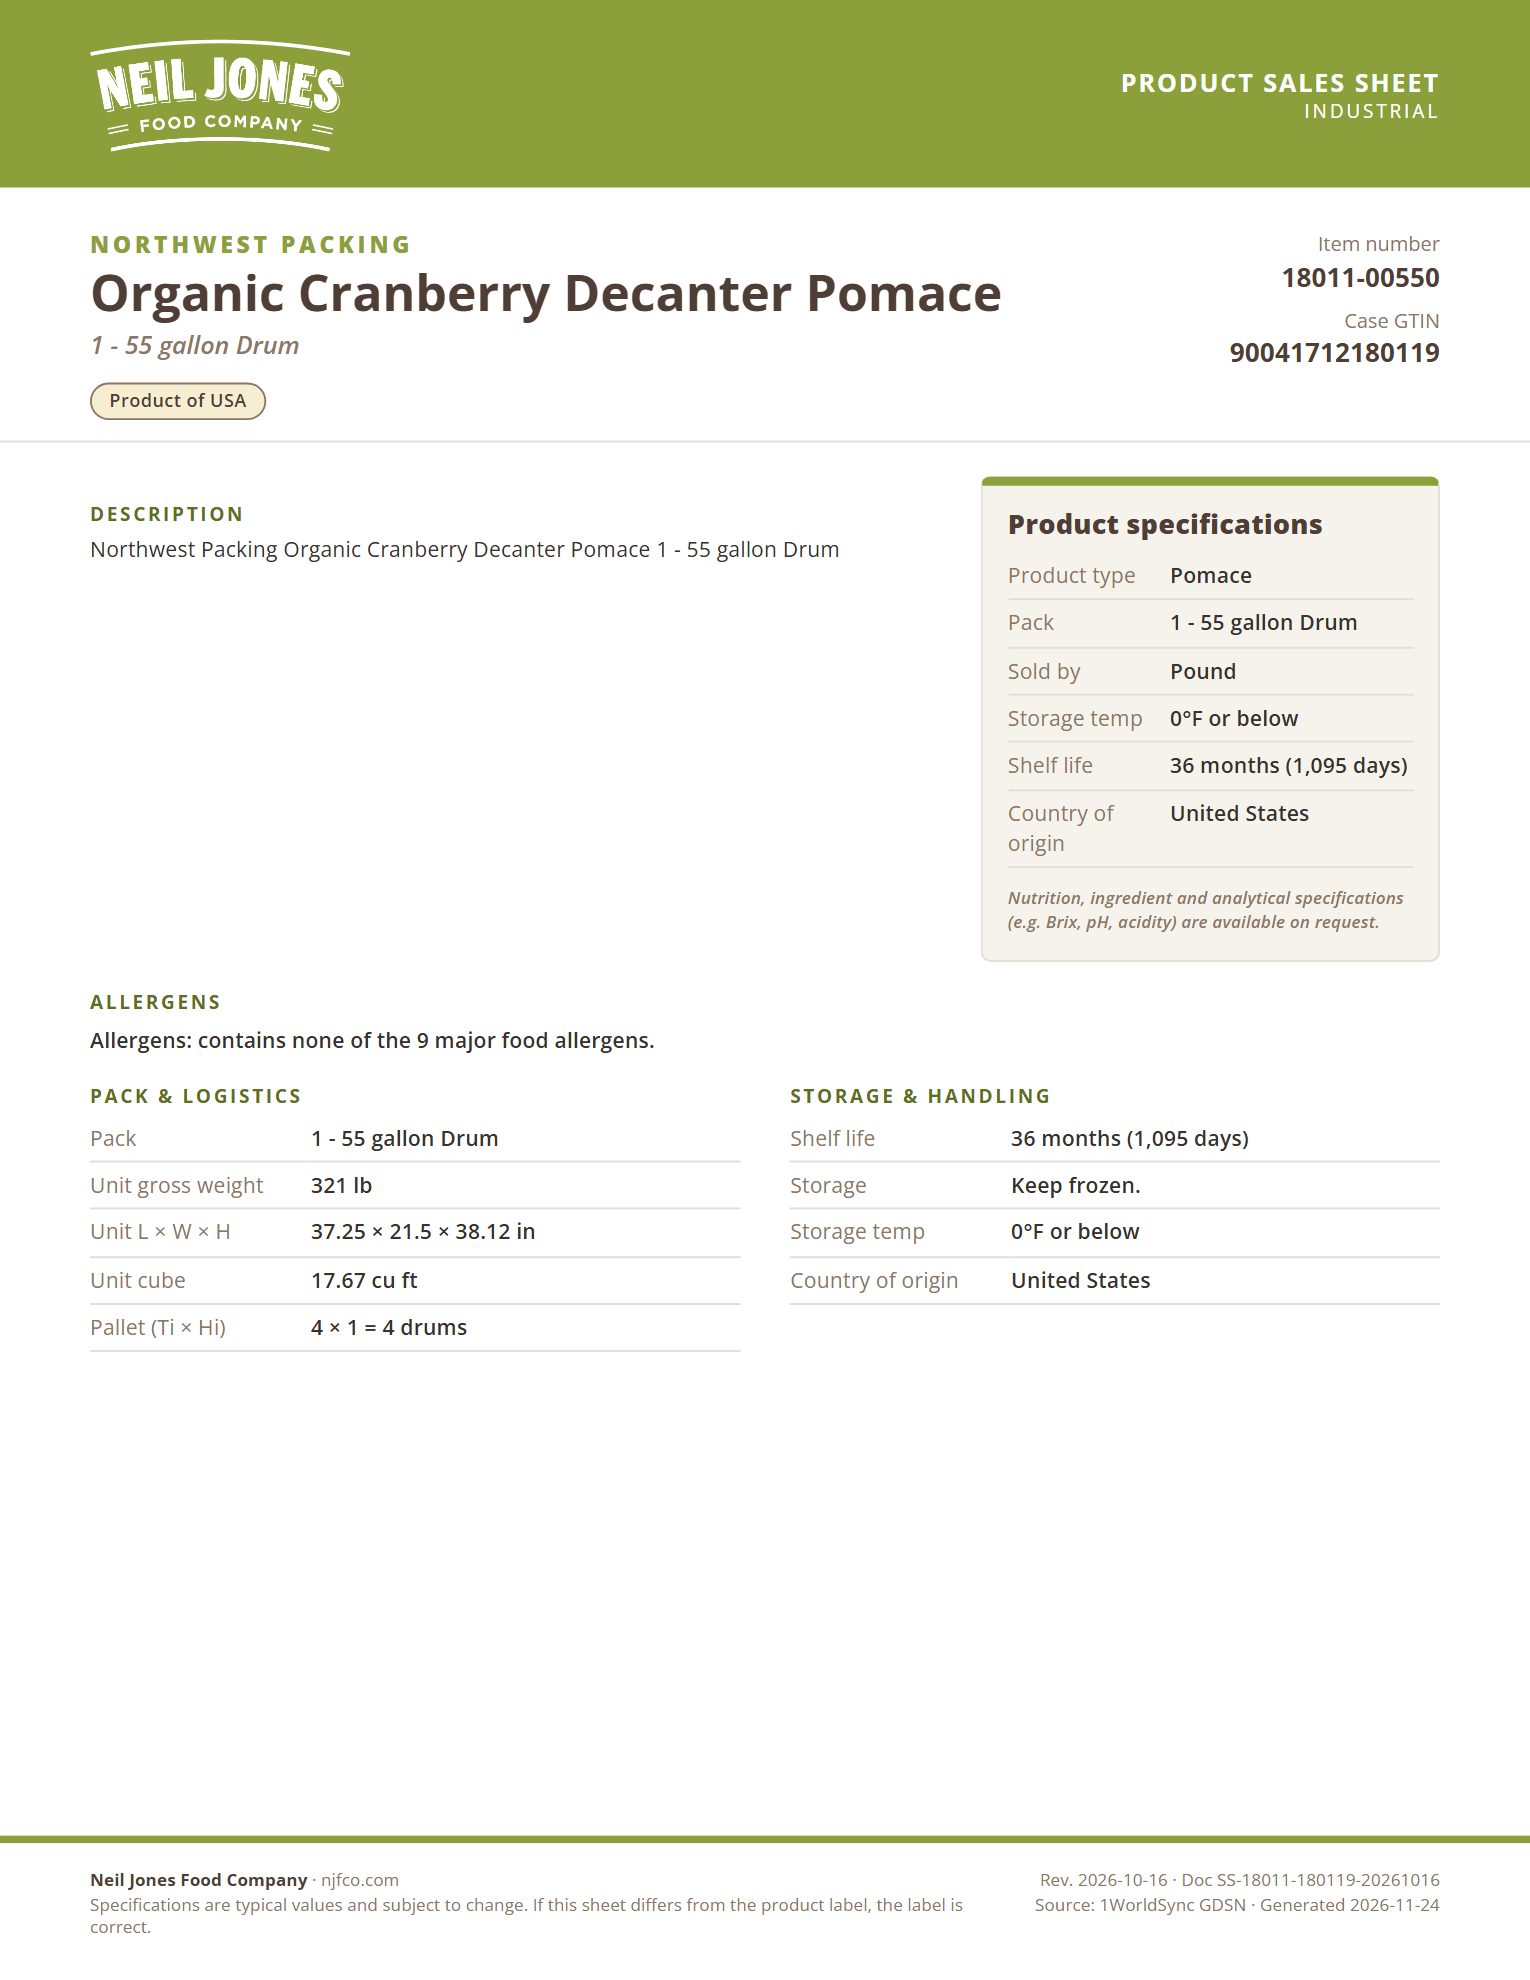 NEIL JONES
FOOD COMPANY
PRODUCT SALES SHEET
INDUSTRIAL
NORTHWEST PACKING
Organic Cranberry Decanter Pomace
1 - 55 gallon Drum
Product of USA
Item number
18011-00550
Case GTIN
90041712180119
DESCRIPTION
Northwest Packing Organic Cranberry Decanter Pomace 1 - 55 gallon Drum
Product specifications
Product type Pomace
Pack 1 - 55 gallon Drum
Sold by Pound
Storage temp 0°F or below
Shelf life 36 months (1,095 days)
Country of United States
origin
Nutrition, ingredient and analytical specifications
(e.g. Brix, pH, acidity) are available on request.
ALLERGENS
Allergens: contains none of the 9 major food allergens.
PACK & LOGISTICS
Pack 1 - 55 gallon Drum
Unit gross weight 321 lb
Unit L × W × H 37.25 × 21.5 × 38.12 in
Unit cube 17.67 cu ft
Pallet (Ti × Hi) 4 × 1 = 4 drums
STORAGE & HANDLING
Shelf life 36 months (1,095 days)
Storage Keep frozen.
Storage temp 0°F or below
Country of origin United States
Neil Jones Food Company · njfco.com
Specifications are typical values and subject to change. If this sheet differs from the product label, the label is
correct.
Rev. 2026-10-16 · Doc SS-18011-180119-20261016
Source: 1WorldSync GDSN · Generated 2026-11-24